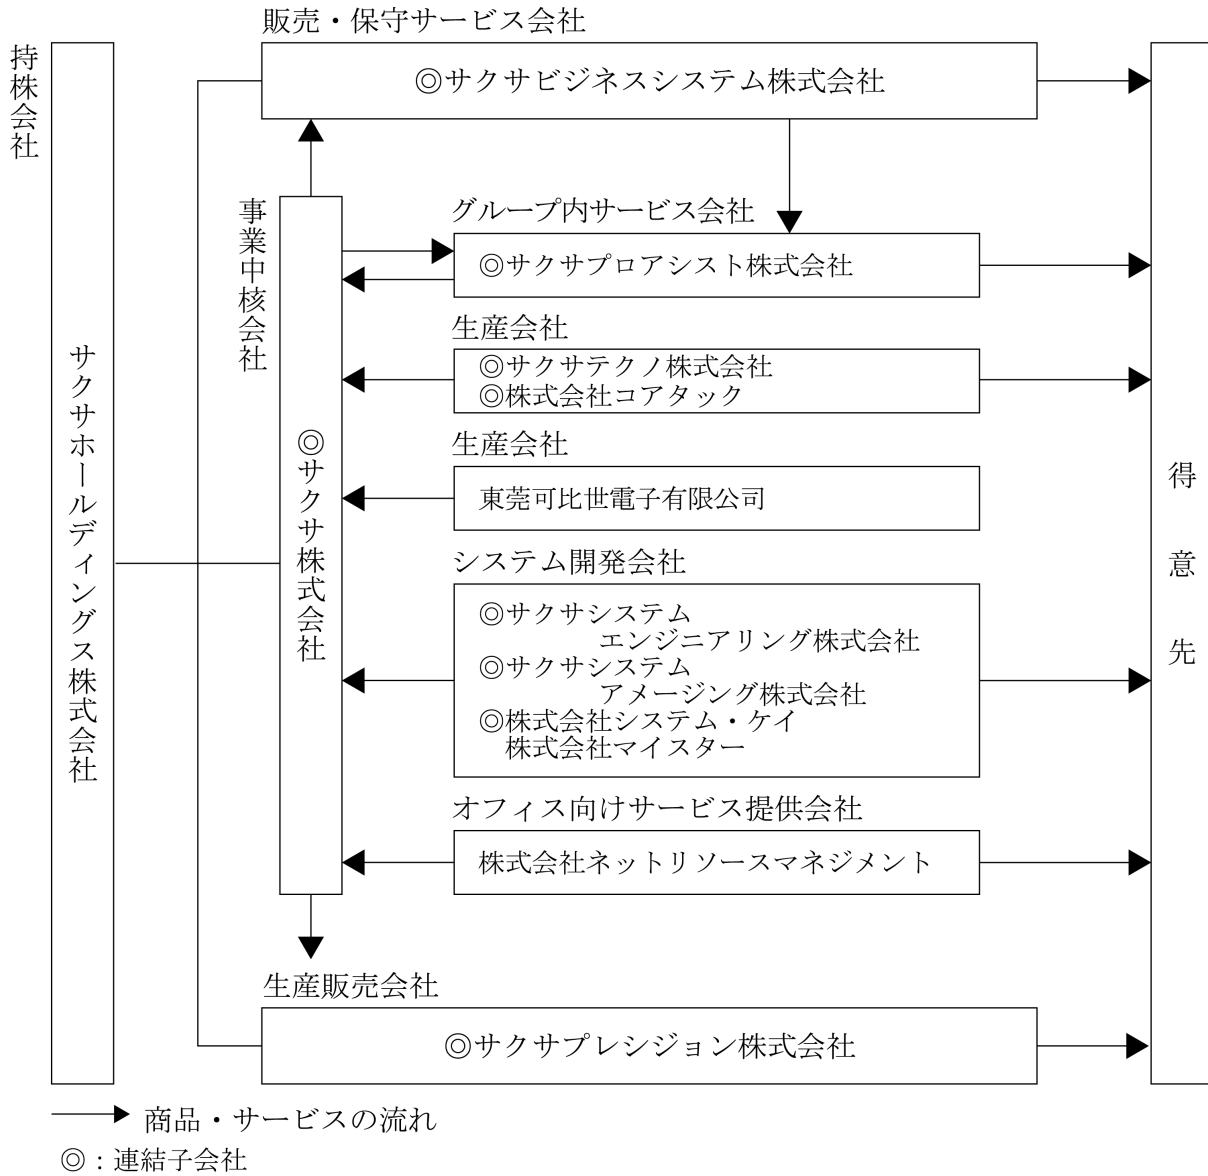 販売・保守サービス会社
持株会社
◎サクサビジネスシステム株式会社
事業中核会社
グループ内サービス会社
◎サクサプロアシスト株式会社
生産会社
◎サクサテクノ株式会社
◎株式会社コアタック
サクサホールディングス株式会社
◎サクサ株式会社
生産会社
東莞可比世電子有限公司
得意先
システム開発会社
◎サクサシステム
エンジニアリング株式会社
◎サクサシステム
アメージング株式会社
◎株式会社システム・ケイ
株式会社マイスター
オフィス向けサービス提供会社
株式会社ネットリソースマネジメント
生産販売会社
◎サクサプレシジョン株式会社
商品・サービスの流れ
◎：連結子会社